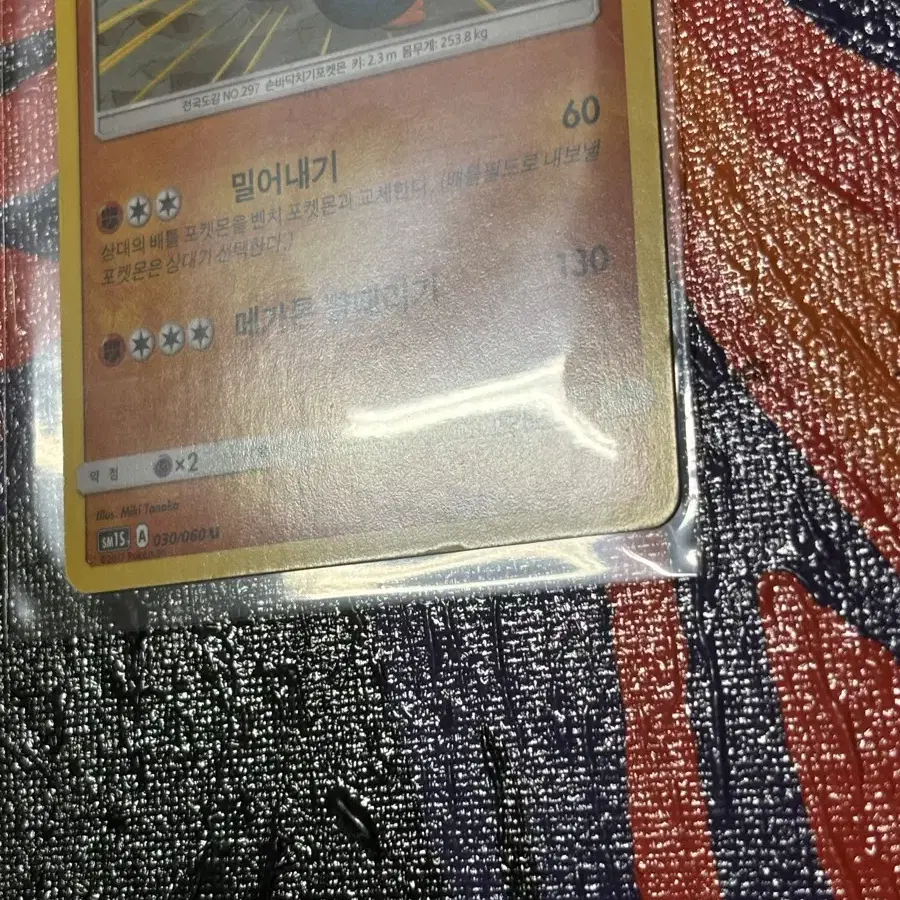 전국도감 NO.297 손바닥치기포켓몬 키: 2.3 m 몸무게: 253.8 kg
밀어내기 60
상대의 배틀 포켓몬을 벤치 포켓몬과 교체한다. (배틀필드로 내보낼
포켓몬은 상대가 선택한다.)
메가톤 130
약점 ×2
Illus. Miki Tanaka
SM1S A 030/060 U